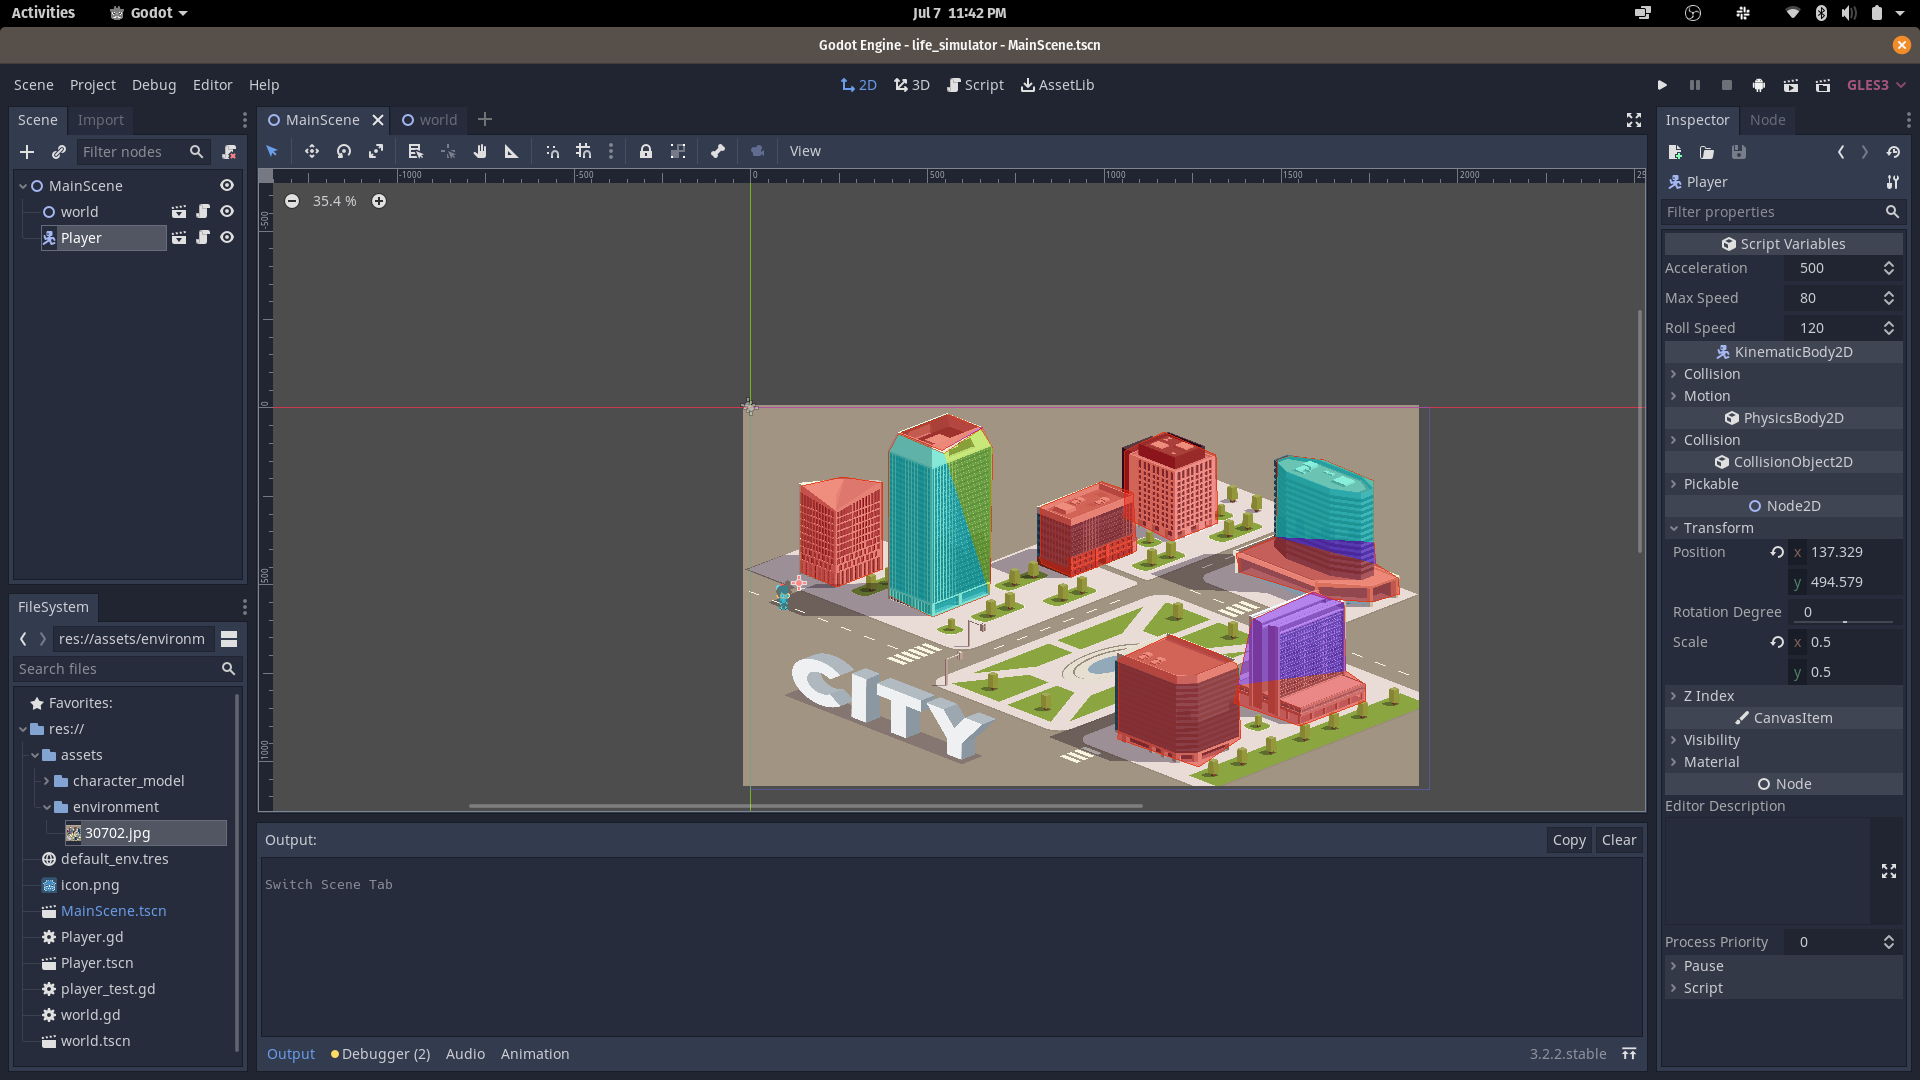 Activities
Godot
Jul 7 11:42 PM
Godot Engine - life_simulator - MainScene.tscn
Scene Project Debug Editor Help
2D 3D Script AssetLib
GLES3
Scene Import
Filter nodes
MainScene
world
Player
FileSystem
res://assets/environm
Search files
Favorites:
res://
assets
character_model
environment
30702.jpg
default_env.tres
icon.png
MainScene.tscn
Player.gd
Player.tscn
player_test.gd
world.gd
world.tscn
MainScene world
View
-1000 -500 0 500 1000 1500 2000 25
-500
0
500
1000
35.4 %
CITY
Output: Copy Clear
Switch Scene Tab
Output Debugger (2) Audio Animation 3.2.2.stable
Inspector Node
Player
Filter properties
Script Variables
Acceleration 500
Max Speed 80
Roll Speed 120
KinematicBody2D
Collision
Motion
PhysicsBody2D
Collision
CollisionObject2D
Pickable
Node2D
Transform
Position x 137.329
y 494.579
Rotation Degree 0
Scale x 0.5
y 0.5
Z Index
CanvasItem
Visibility
Material
Node
Editor Description
Process Priority 0
Pause
Script